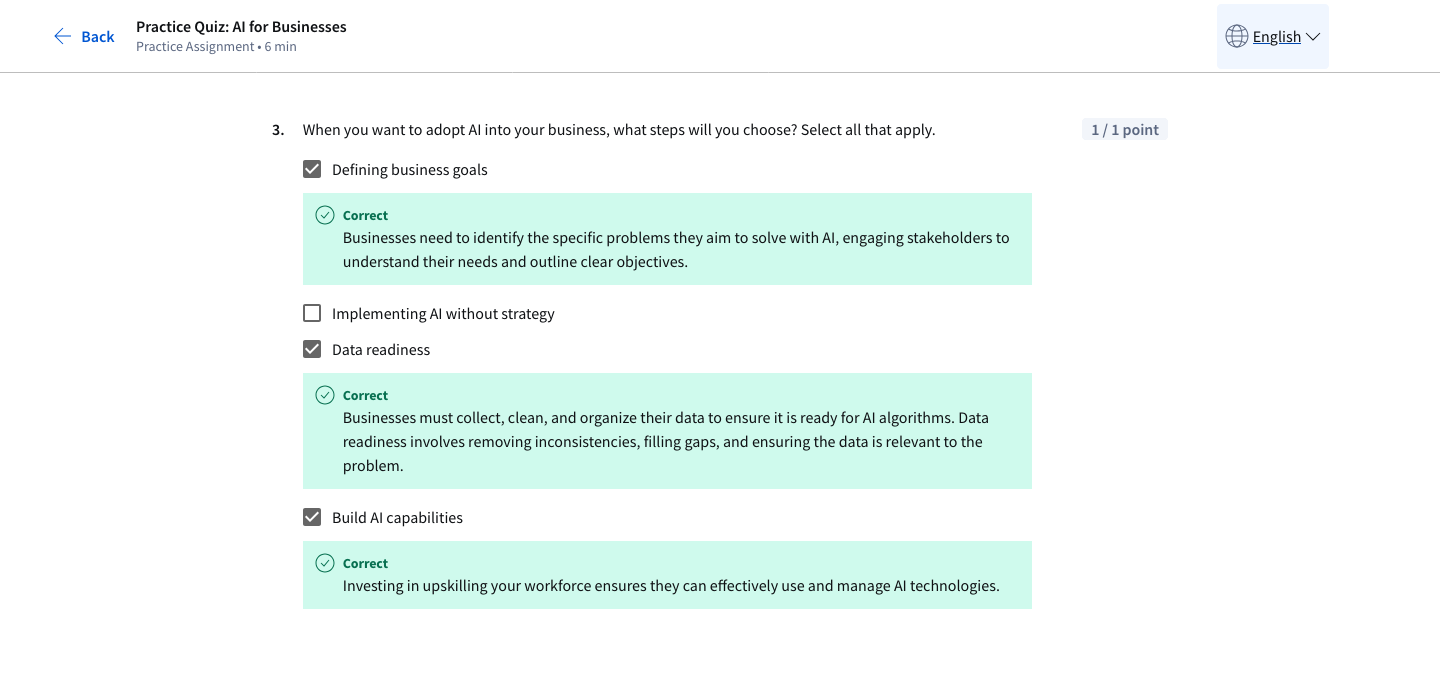 Back
Practice Quiz: AI for Businesses
Practice Assignment • 6 min
English
3. When you want to adopt AI into your business, what steps will you choose? Select all that apply.
1 / 1 point
Defining business goals
Correct
Businesses need to identify the specific problems they aim to solve with AI, engaging stakeholders to
understand their needs and outline clear objectives.
Implementing AI without strategy
Data readiness
Correct
Businesses must collect, clean, and organize their data to ensure it is ready for AI algorithms. Data
readiness involves removing inconsistencies, filling gaps, and ensuring the data is relevant to the
problem.
Build AI capabilities
Correct
Investing in upskilling your workforce ensures they can effectively use and manage AI technologies.